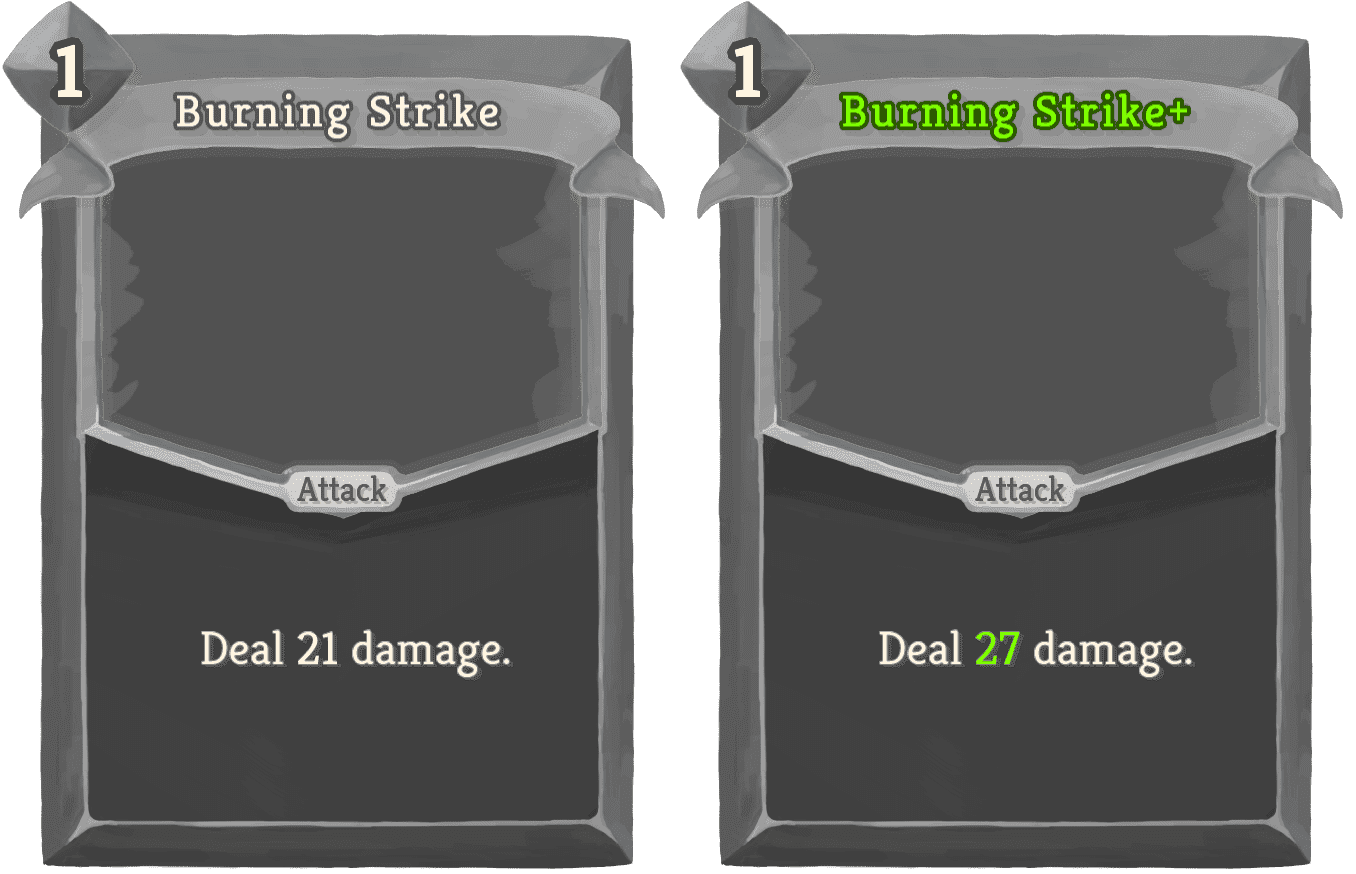 1
Burning Strike
Attack
Deal 21 damage.
1
Burning Strike+
Attack
Deal 27 damage.